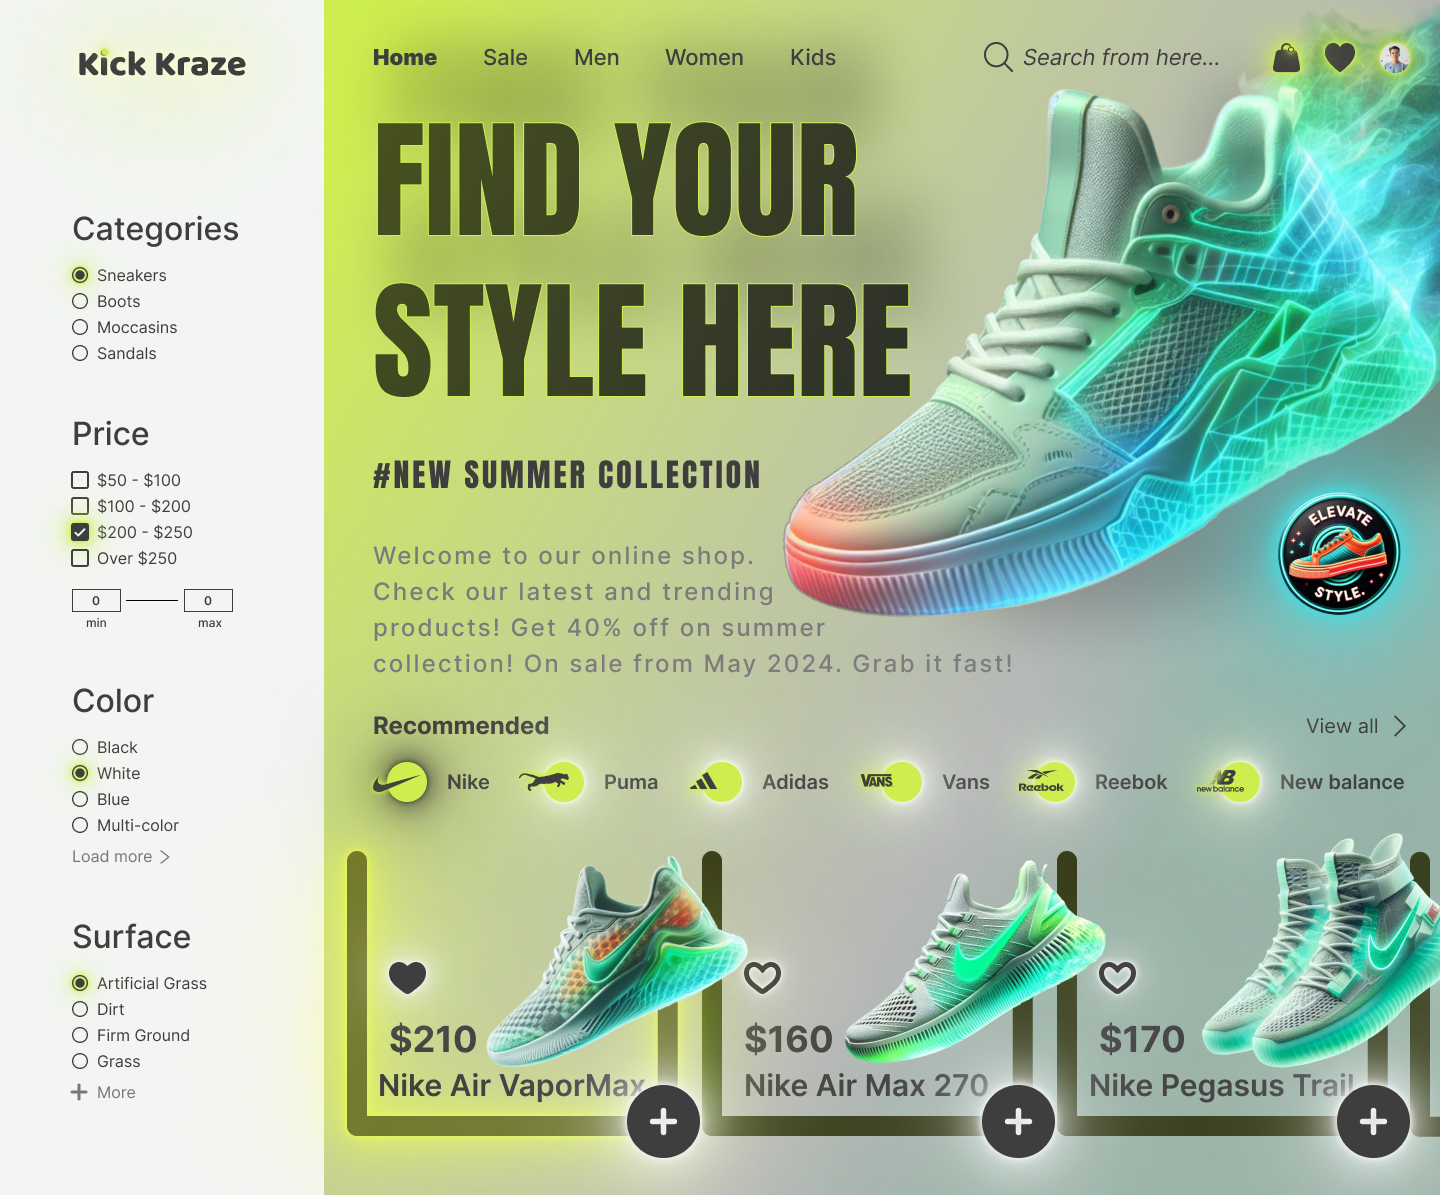 Kick Kraze
Home
Sale
Men
Women
Kids
Search from here...
Categories
Sneakers
Boots
Moccasins
Sandals
Price
$50 - $100
$100 - $200
$200 - $250
Over $250
0
0
min
max
Color
Black
White
Blue
Multi-color
Load more
Surface
Artificial Grass
Dirt
Firm Ground
Grass
More
FIND YOUR
STYLE HERE
#NEW SUMMER COLLECTION
Welcome to our online shop.
Check our latest and trending
products! Get 40% off on summer
collection! On sale from May 2024. Grab it fast!
ELEVATE
STYLE.
Recommended
View all
Nike
Puma
VANS
Adidas
Vans
Reebok
Reebok
NB
new balance
New balance
$210
Nike Air VaporMax
$160
Nike Air Max 270
$170
Nike Pegasus Trail